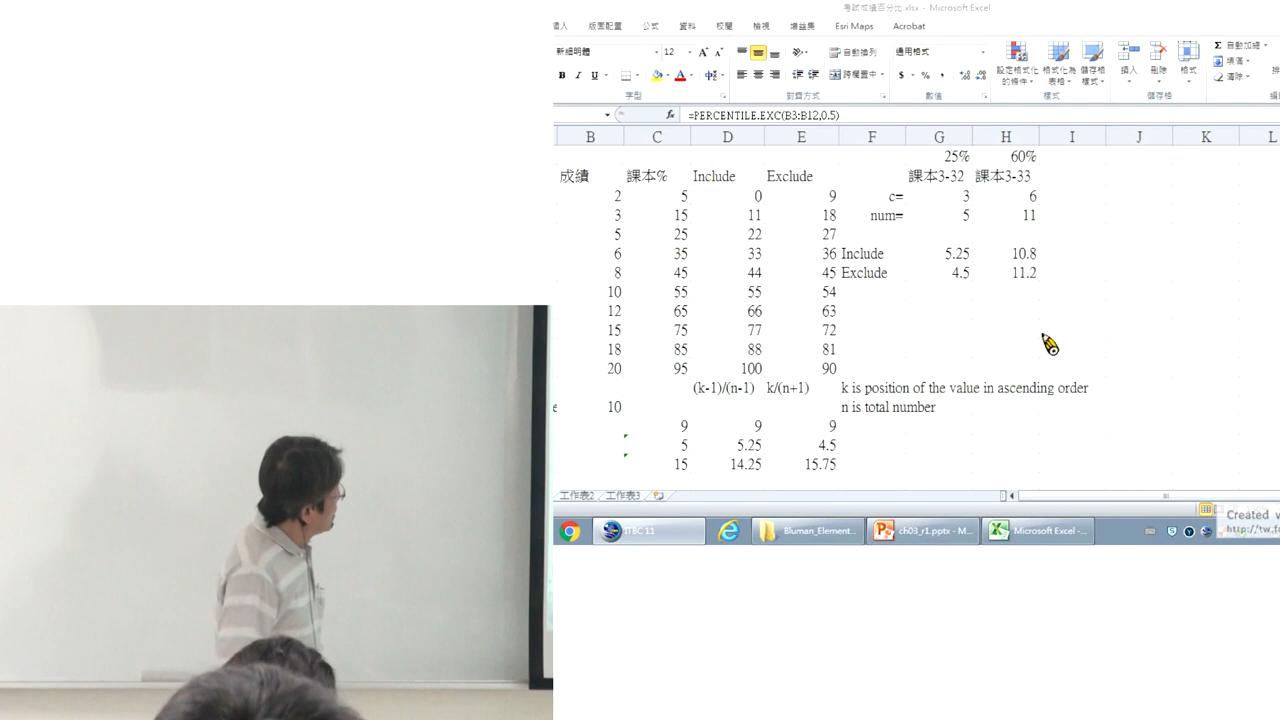 考試成績百分比.xlsx - Microsoft Excel
插入 版面配置 公式 資料 校閱 檢視 增益集 Esri Maps Acrobat
新細明體 12 A A 自動換列 通用格式 Σ 自動加總
B I U A 跨欄置中 $ % , 設定格式化的條件 格式化為表格 儲存格樣式 插入 刪除 格式 填滿
清除
字型 對齊方式 數值 樣式 儲存格
fx =PERCENTILE.EXC(B3:B12,0.5)
B C D E F G H I J K L
25% 60%
成績 課本% Include Exclude 課本3-32 課本3-33
2 5 0 9 c= 3 6
3 15 11 18 num= 5 11
5 25 22 27
6 35 33 36 Include 5.25 10.8
8 45 44 45 Exclude 4.5 11.2
10 55 55 54
12 65 66 63
15 75 77 72
18 85 88 81
20 95 100 90
(k-1)/(n-1) k/(n+1) k is position of the value in ascending order
e 10 n is total number
9 9 9
5 5.25 4.5
15 14.25 15.75
工作表2 工作表3
Created
http://tw.
ITBC 11 Bluman_Element... ch03_r1.pptx - M... Microsoft Excel -...